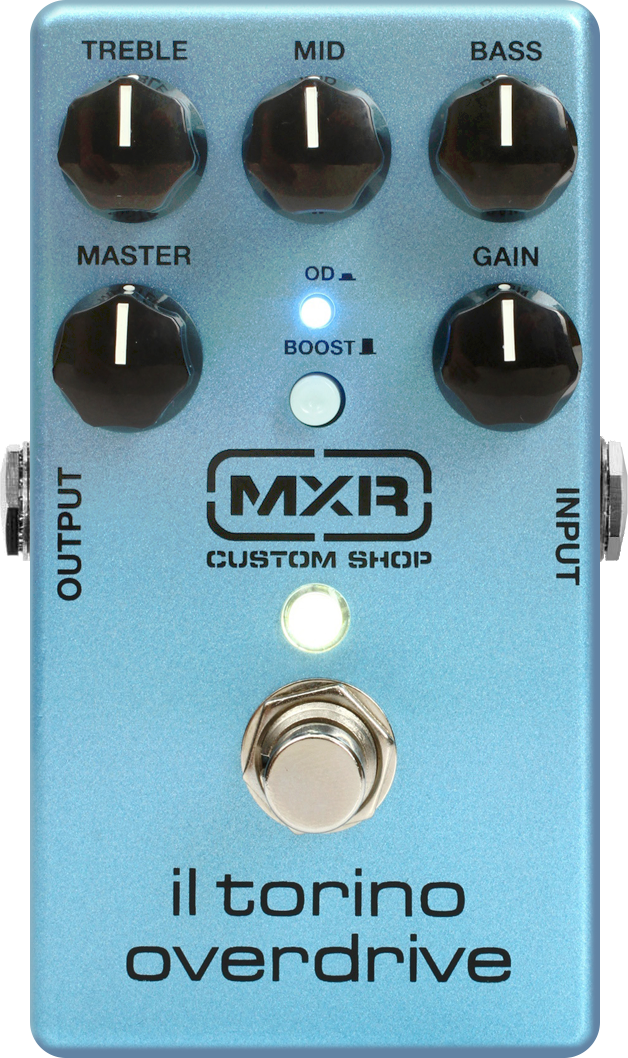 TREBLE MID BASS
MASTER GAIN
OD
BOOST
OUTPUT
INPUT
MXR
CUSTOM SHOP
il torino
overdrive